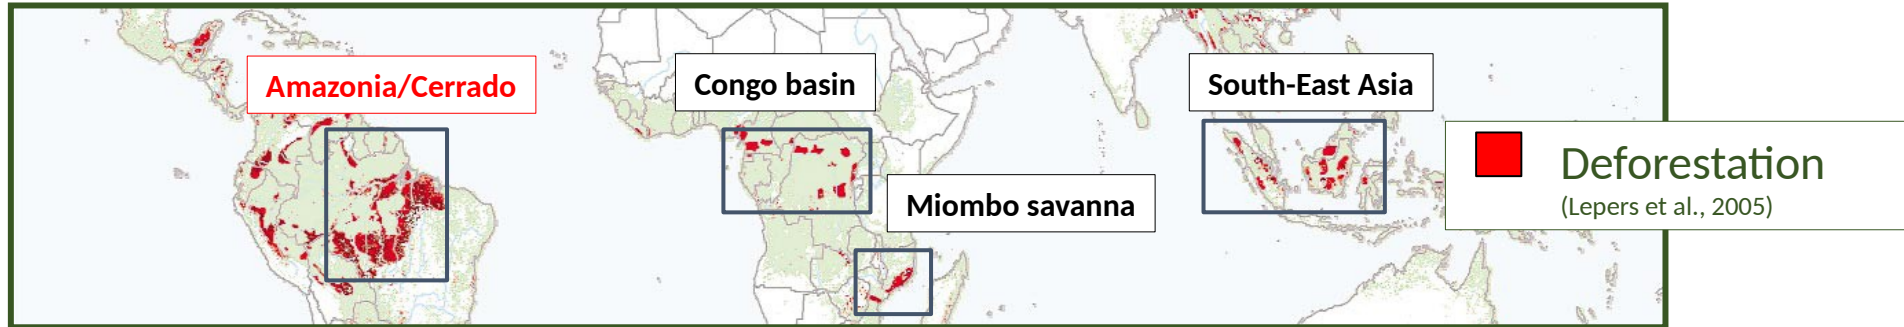 Amazonia/Cerrado
Congo basin
South-East Asia
Miombo savanna
Deforestation
(Lepers et al., 2005)